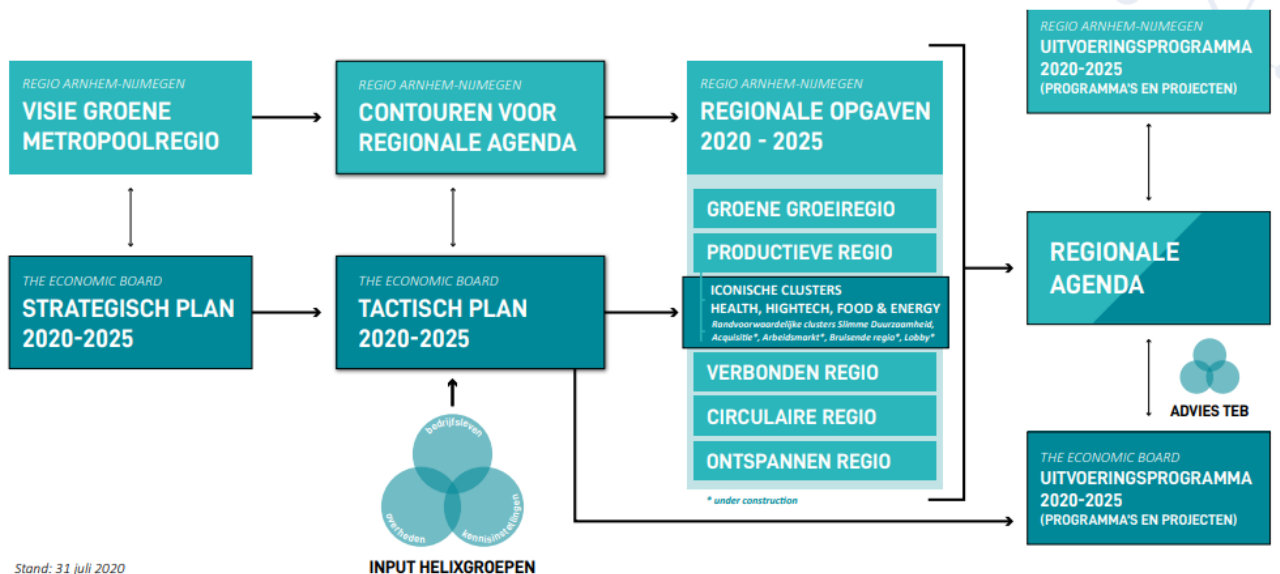 REGIO ARNHEM-NIJMEGEN
VISIE GROENE
METROPOOLREGIO
REGIO ARNHEM-NIJMEGEN
CONTOUREN VOOR
REGIONALE AGENDA
REGIO ARNHEM-NIJMEGEN
REGIONALE OPGAVEN
2020 - 2025
GROENE GROEIREGIO
PRODUCTIEVE REGIO
ICONISCHE CLUSTERS
HEALTH, HIGHTECH, FOOD & ENERGY
Randvoorwaardelijke clusters Slimme Duurzaamheid,
Acquisitie*, Arbeidsmarkt*, Bruisende regio*, Lobby*
VERBONDEN REGIO
CIRCULAIRE REGIO
ONTSPANNEN REGIO
* under construction
THE ECONOMIC BOARD
STRATEGISCH PLAN
2020-2025
THE ECONOMIC BOARD
TACTISCH PLAN
2020-2025
bedrijfsleven
overheden
kennisinstellingen
INPUT HELIXGROEPEN
REGIO ARNHEM-NIJMEGEN
UITVOERINGSPROGRAMMA
2020-2025
(PROGRAMMA'S EN PROJECTEN)
REGIONALE
AGENDA
ADVIES TEB
THE ECONOMIC BOARD
UITVOERINGSPROGRAMMA
2020-2025
(PROGRAMMA'S EN PROJECTEN)
Stand: 31 juli 2020